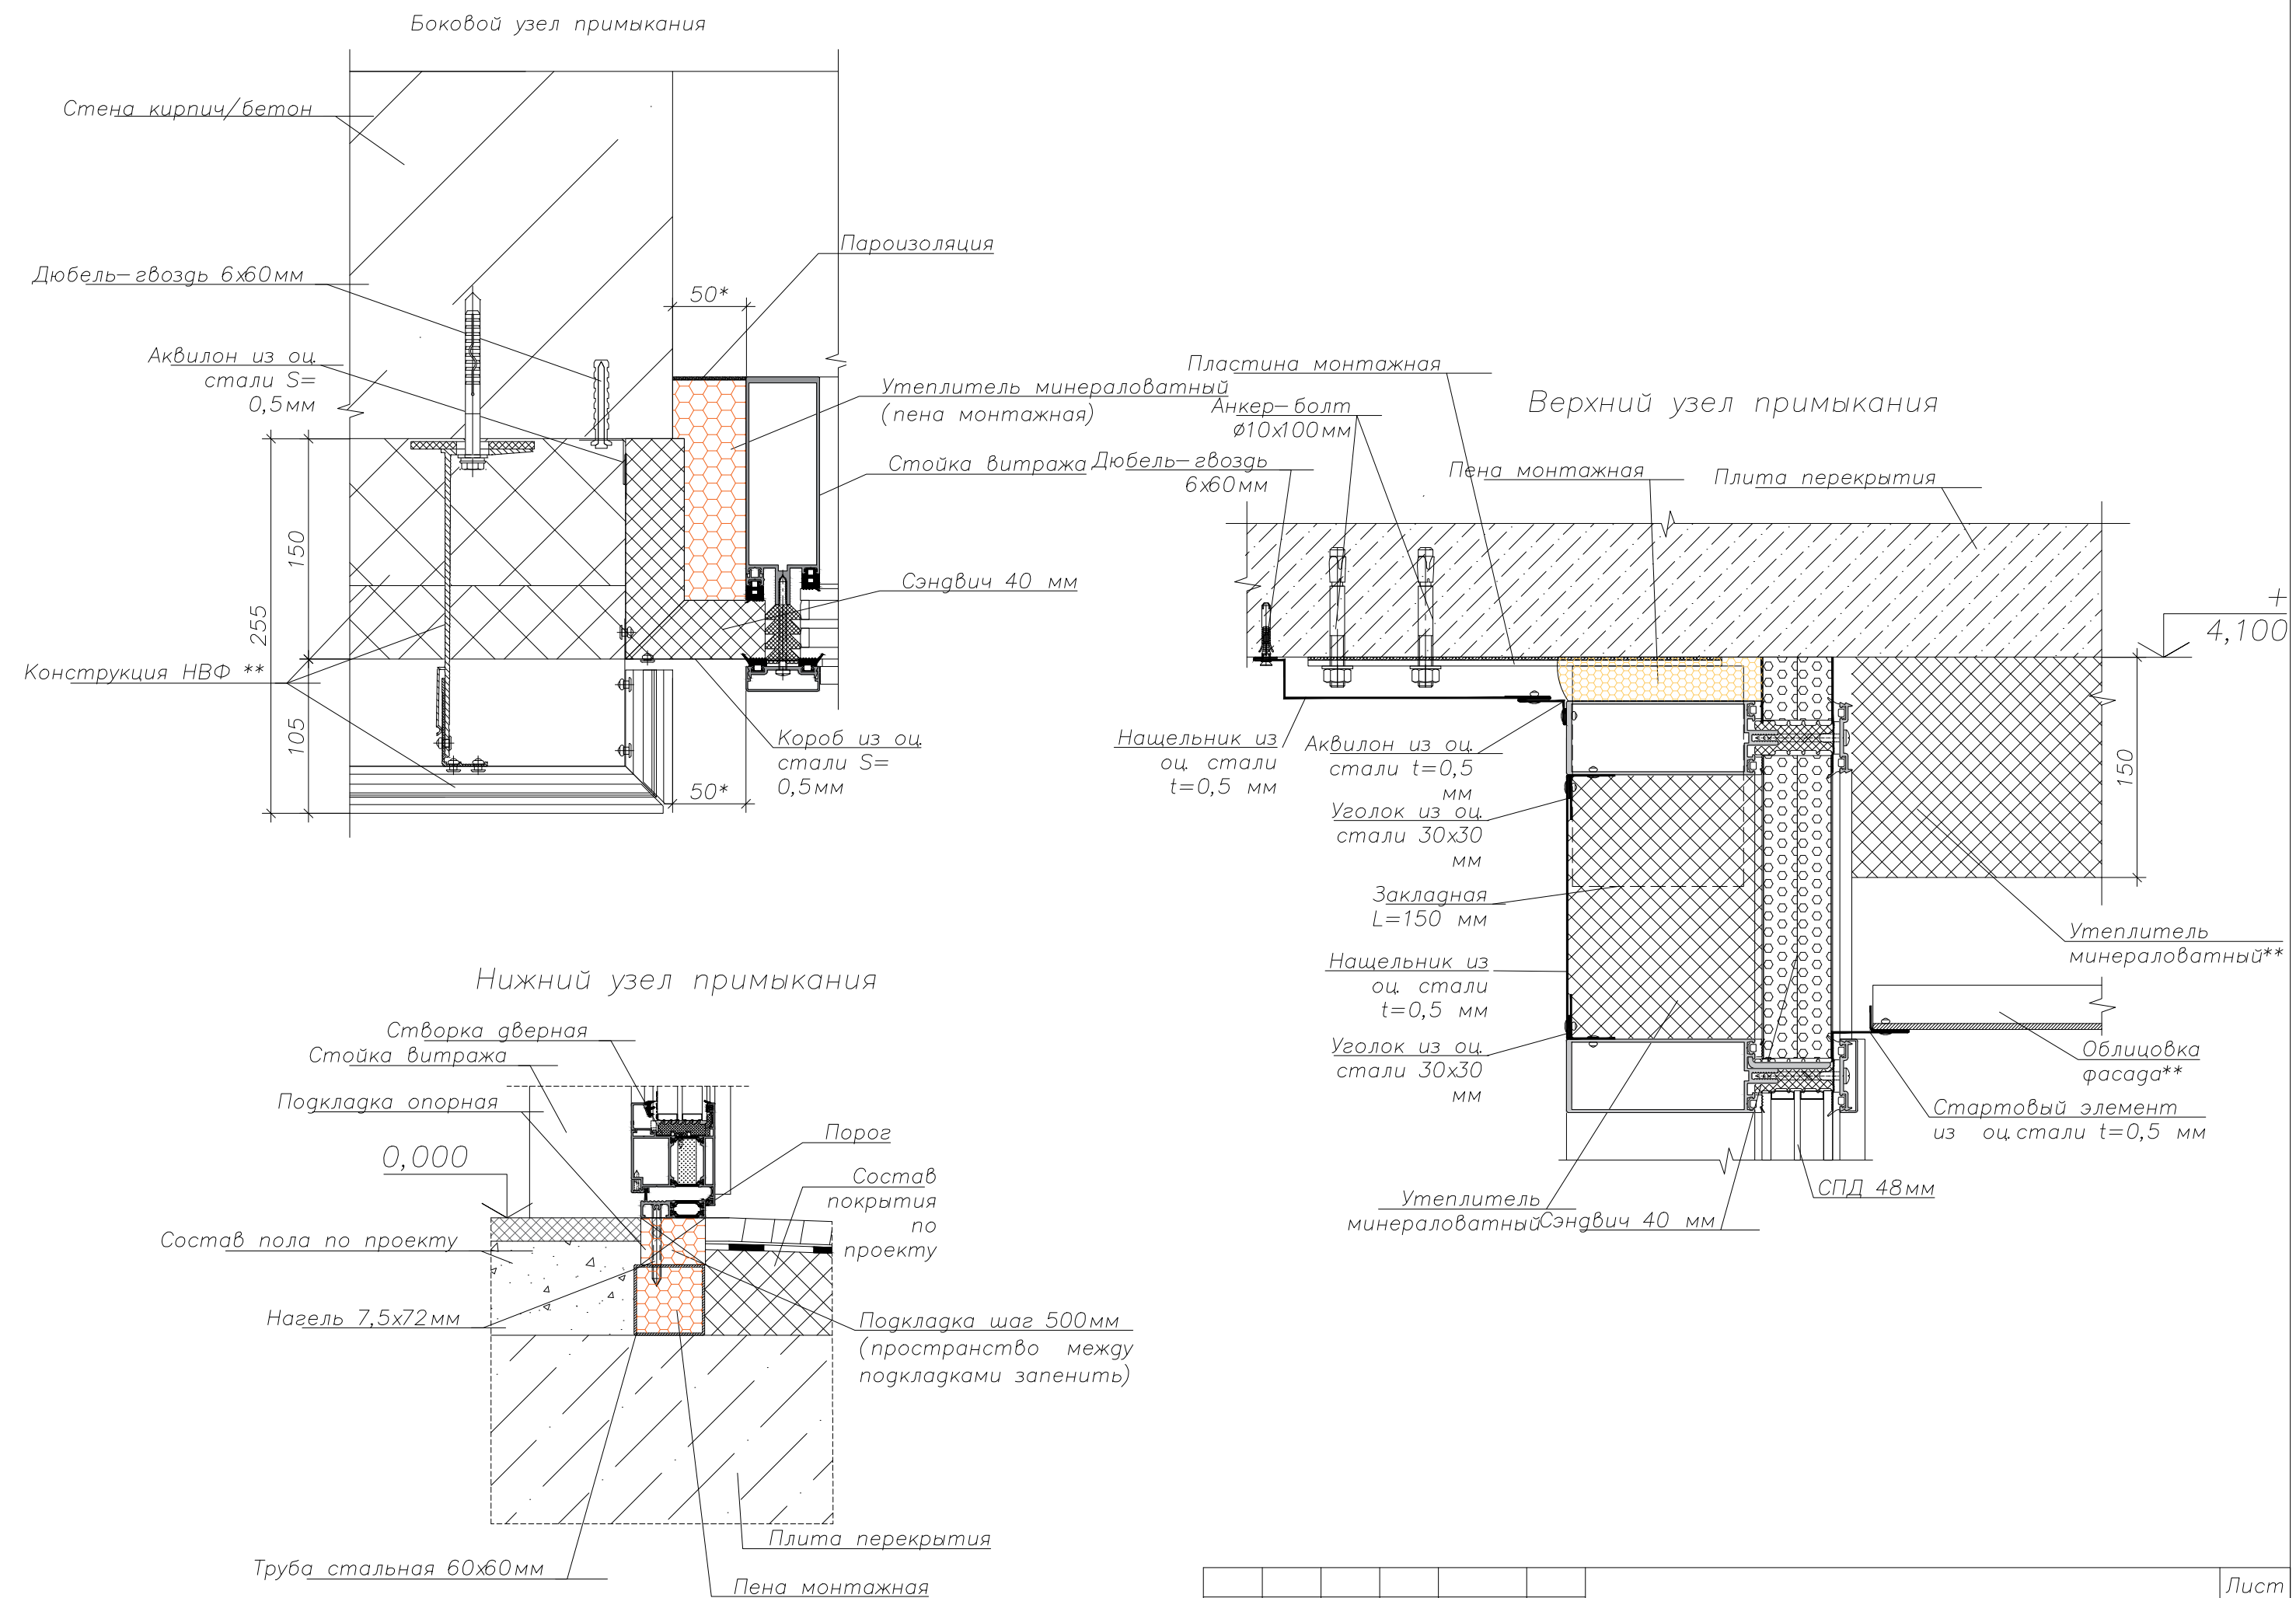 Боковой узел примыкания
Стена кирпич/бетон
Дюбель-гвоздь 6х60мм
Аквилон из оц.
стали S=
0,5мм
Пароизоляция
50*
Утеплитель минераловатный
(пена монтажная)
Стойка витража
Сэндвич 40 мм
150
255
105
Конструкция НВФ **
Короб из оц.
стали S=
0,5мм
50*
Верхний узел примыкания
Пластина монтажная
Анкер-болт
ø10х100мм
Дюбель-гвоздь
6х60мм
Пена монтажная
Плита перекрытия
+
4,100
150
Нащельник из
оц. стали
t=0,5 мм
Аквилон из оц.
стали t=0,5
мм
Уголок из оц.
стали 30х30
мм
Закладная
L=150 мм
Нащельник из
оц. стали
t=0,5 мм
Уголок из оц.
стали 30х30
мм
Утеплитель
минераловатный
Сэндвич 40 мм
СПД 48мм
Утеплитель
минераловатный**
Облицовка
фасада**
Стартовый элемент
из оц.стали t=0,5 мм
Нижний узел примыкания
Створка дверная
Стойка витража
Подкладка опорная
0,000
Порог
Состав
покрытия
по
проекту
Состав пола по проекту
Нагель 7,5х72мм
Подкладка шаг 500мм
(пространство между
подкладками запенить)
Плита перекрытия
Труба стальная 60х60мм
Пена монтажная
Лист